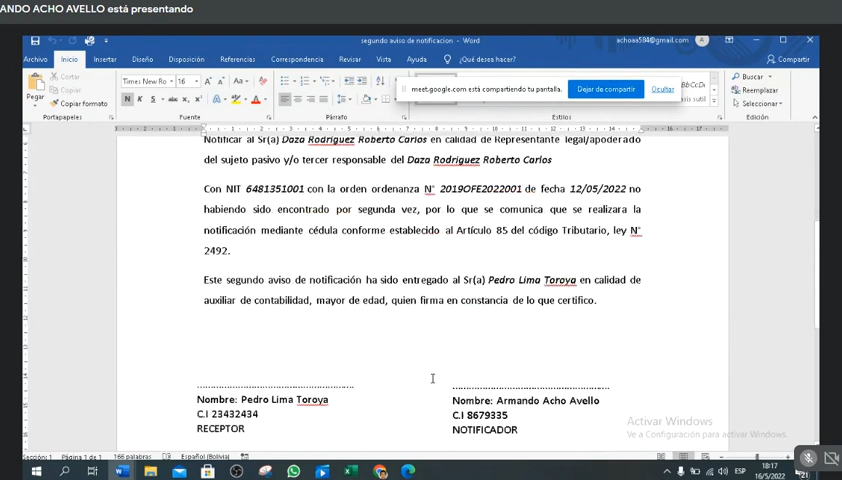 ANDO ACHO AVELLO está presentando
segundo aviso de notificacion - Word
achoaa584@gmail.com
A
Archivo Inicio Insertar Diseño Disposición Referencias Correspondencia Revisar Vista Ayuda ¿Qué desea hacer? Compartir
Pegar
Cortar
Copiar
Copiar formato
Portapapeles
Times New Ro 16
Fuente
Párrafo
meet.google.com está compartiendo tu pantalla. Dejar de compartir Ocultar
Estilos
Buscar
Reemplazar
Seleccionar
Edición
Notificar al Sr(a) Daza Rodriguez Roberto Carlos en calidad de Representante legal/apoderado
del sujeto pasivo y/o tercer responsable del Daza Rodriguez Roberto Carlos
Con NIT 6481351001 con la orden ordenanza N° 2019OFE2022001 de fecha 12/05/2022 no
habiendo sido encontrado por segunda vez, por lo que se comunica que se realizara la
notificación mediante cédula conforme establecido al Artículo 85 del código Tributario, ley N°
2492.
Este segundo aviso de notificación ha sido entregado al Sr(a) Pedro Lima Toroya en calidad de
auxiliar de contabilidad, mayor de edad, quien firma en constancia de lo que certifico.
Nombre: Pedro Lima Toroya
C.I 23432434
RECEPTOR
Nombre: Armando Acho Avello
C.I 8679335
NOTIFICADOR
Activar Windows
Ve a Configuración para activar Windows.
Sección: 1 Página 1 de 1 166 palabras Español (Bolivia)
ESP
18:17
16/5/2022